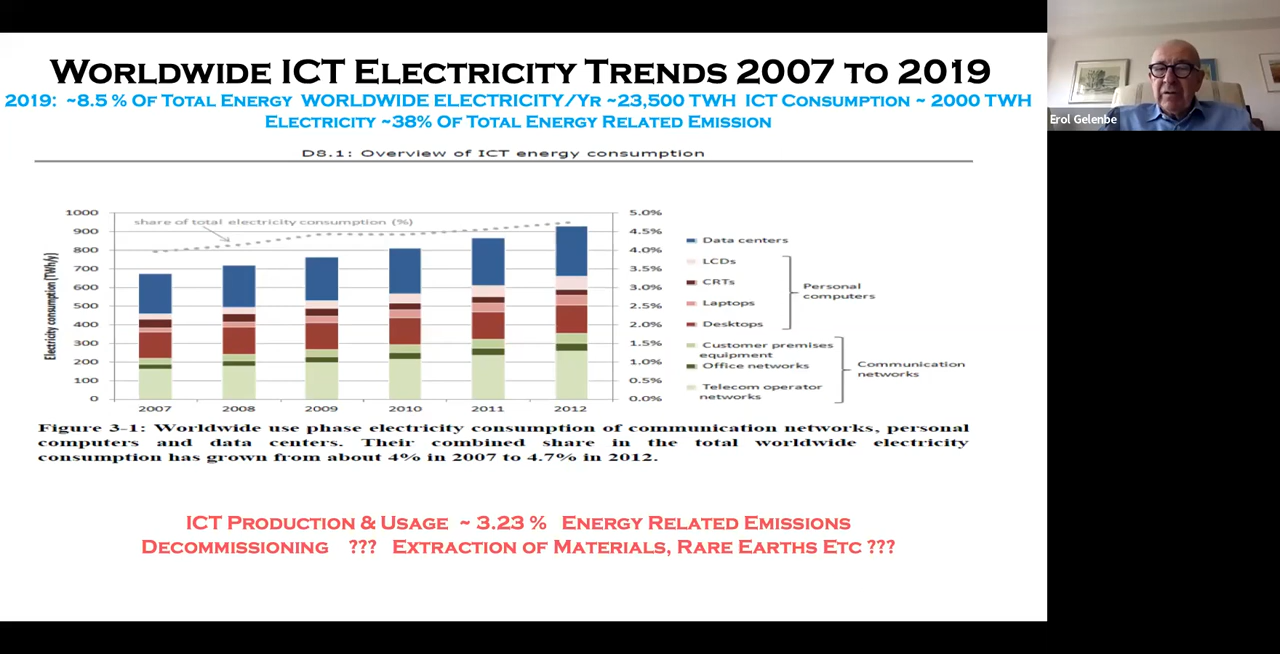 WORLDWIDE ICT ELECTRICITY TRENDS 2007 TO 2019
2019: ~8.5 % OF TOTAL ENERGY WORLDWIDE ELECTRICITY/YR ~23,500 TWH ICT CONSUMPTION ~ 2000 TWH
ELECTRICITY ~38% OF TOTAL ENERGY RELATED EMISSION
Erol Gelenbe
D8.1: Overview of ICT energy consumption
share of total electricity consumption (%)
Electricity consumption [TWh/y]
1000
900
800
700
600
500
400
300
200
100
0
5.0%
4.5%
4.0%
3.5%
3.0%
2.5%
2.0%
1.5%
1.0%
0.5%
0.0%
2007 2008 2009 2010 2011 2012
Data centers
LCDs
CRTs
Laptops
Desktops
Personal
computers
Customer premises
equipment
Office networks
Telecom operator
networks
Communication
networks
Figure 3-1: Worldwide use phase electricity consumption of communication networks, personal
computers and data centers. Their combined share in the total worldwide electricity
consumption has grown from about 4% in 2007 to 4.7% in 2012.
ICT PRODUCTION & USAGE ~ 3.23 % ENERGY RELATED EMISSIONS
DECOMMISSIONING ??? EXTRACTION OF MATERIALS, RARE EARTHS ETC ???